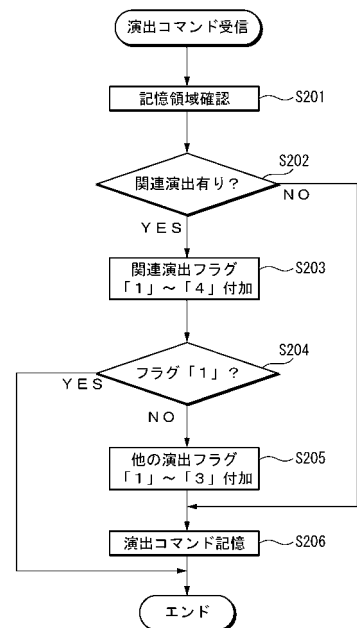 演出コマンド受信
記憶領域確認
S201
関連演出有り？
S202
NO
YES
関連演出フラグ
「1」～「4」付加
S203
フラグ「1」？
S204
YES
NO
他の演出フラグ
「1」～「3」付加
S205
演出コマンド記憶
S206
エンド